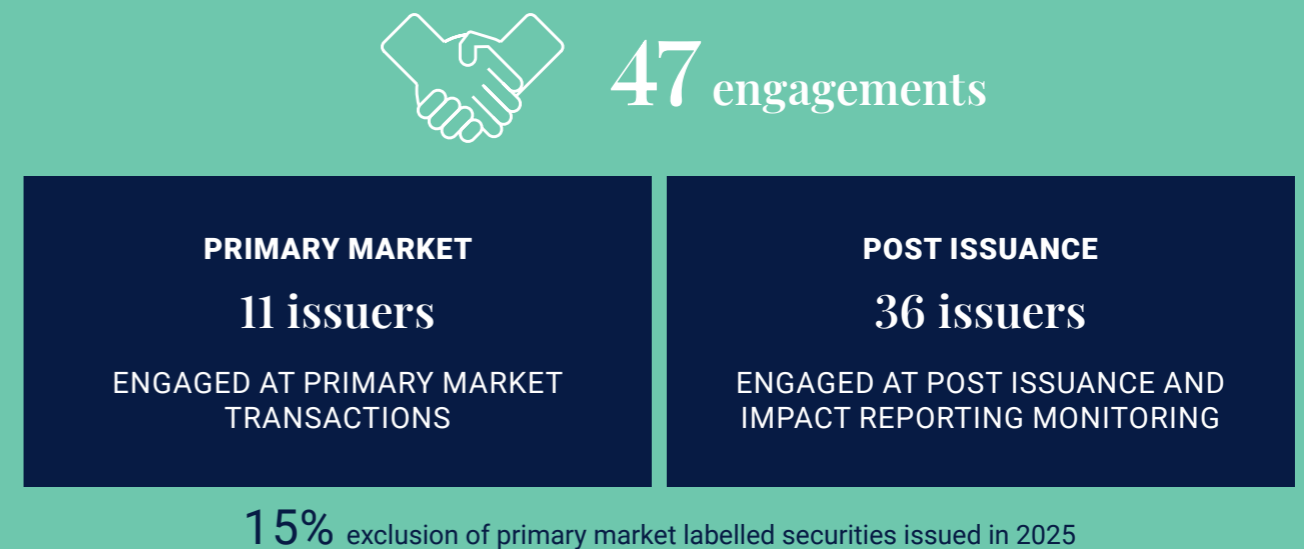 47 engagements
PRIMARY MARKET
11 issuers
ENGAGED AT PRIMARY MARKET
TRANSACTIONS
POST ISSUANCE
36 issuers
ENGAGED AT POST ISSUANCE AND
IMPACT REPORTING MONITORING
15% exclusion of primary market labelled securities issued in 2025